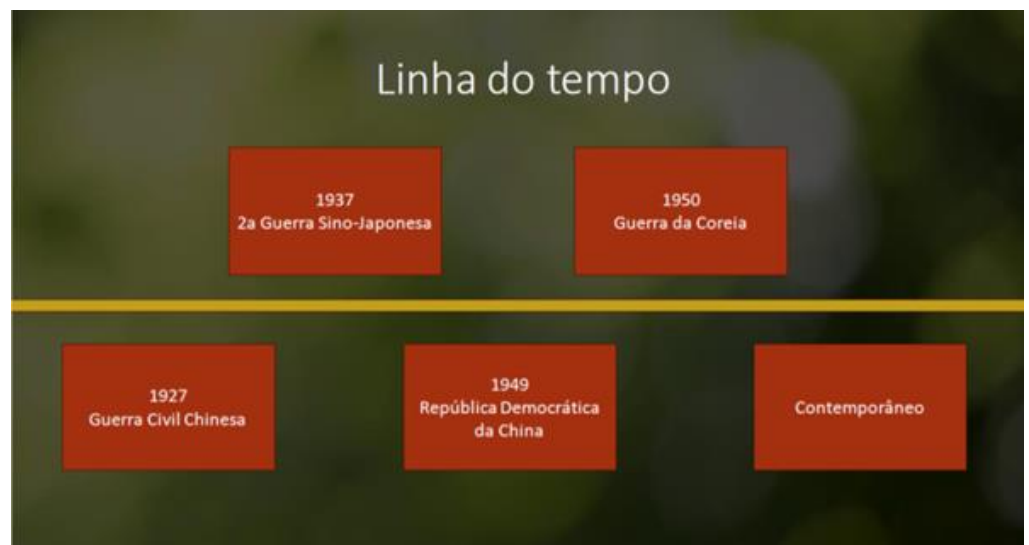 Linha do tempo
1937
2a Guerra Sino-Japonesa
1950
Guerra da Coreia
1927
Guerra Civil Chinesa
1949
República Democrática
da China
Contemporâneo